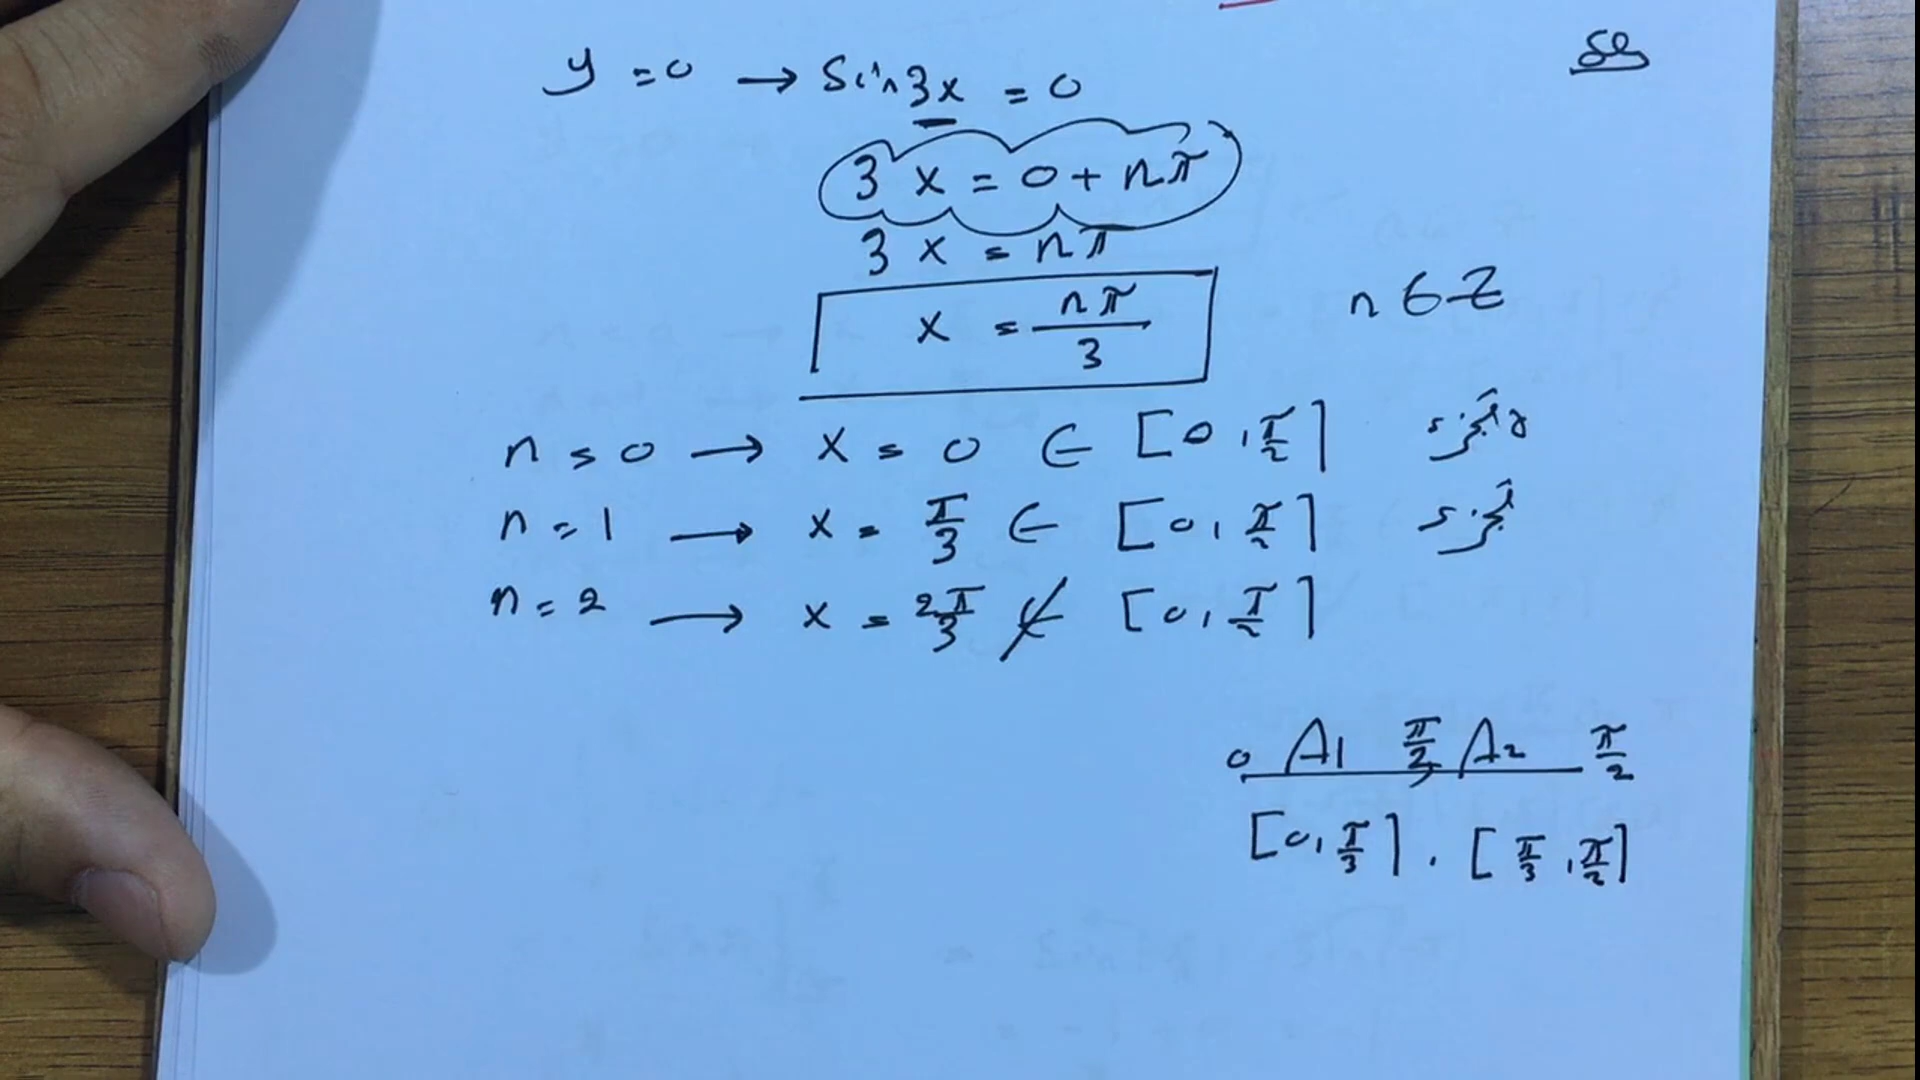 y = 0 → Sin 3x = 0
3x = 0 + nπ
3x = nπ
x = nπ/3 n ∈ Z
n = 0 → x = 0 ∈ [0, π/2]
n = 1 → x = π/3 ∈ [0, π/2]
n = 2 → x = 2π/3 ∉ [0, π/2]
0 A1 π/2 A2 π/2
[0, π/3] , [π/3, π/2]